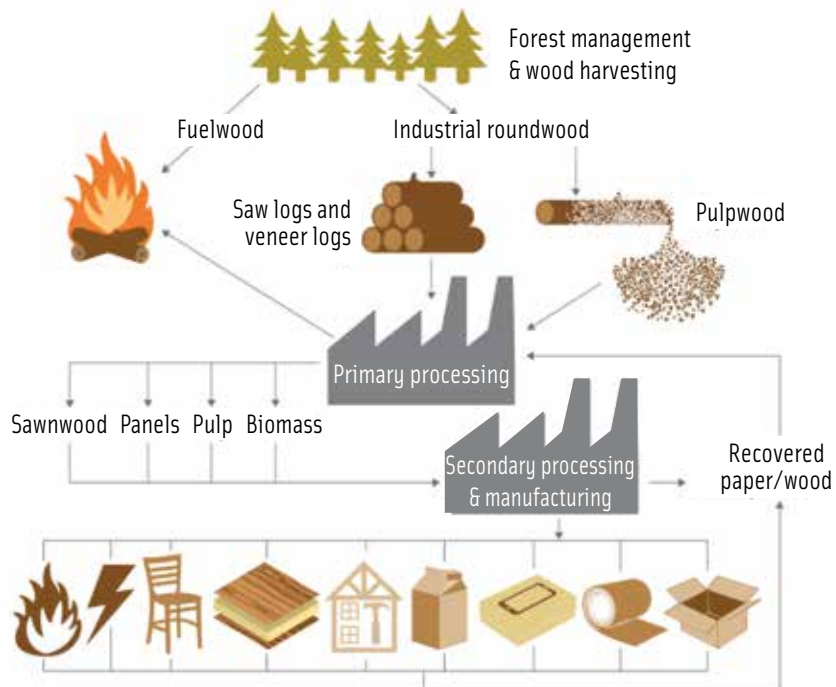 Forest management
& wood harvesting
Fuelwood
Industrial roundwood
Saw logs and
veneer logs
Pulpwood
Primary processing
Sawnwood
Panels
Pulp
Biomass
Secondary processing
& manufacturing
Recovered
paper/wood